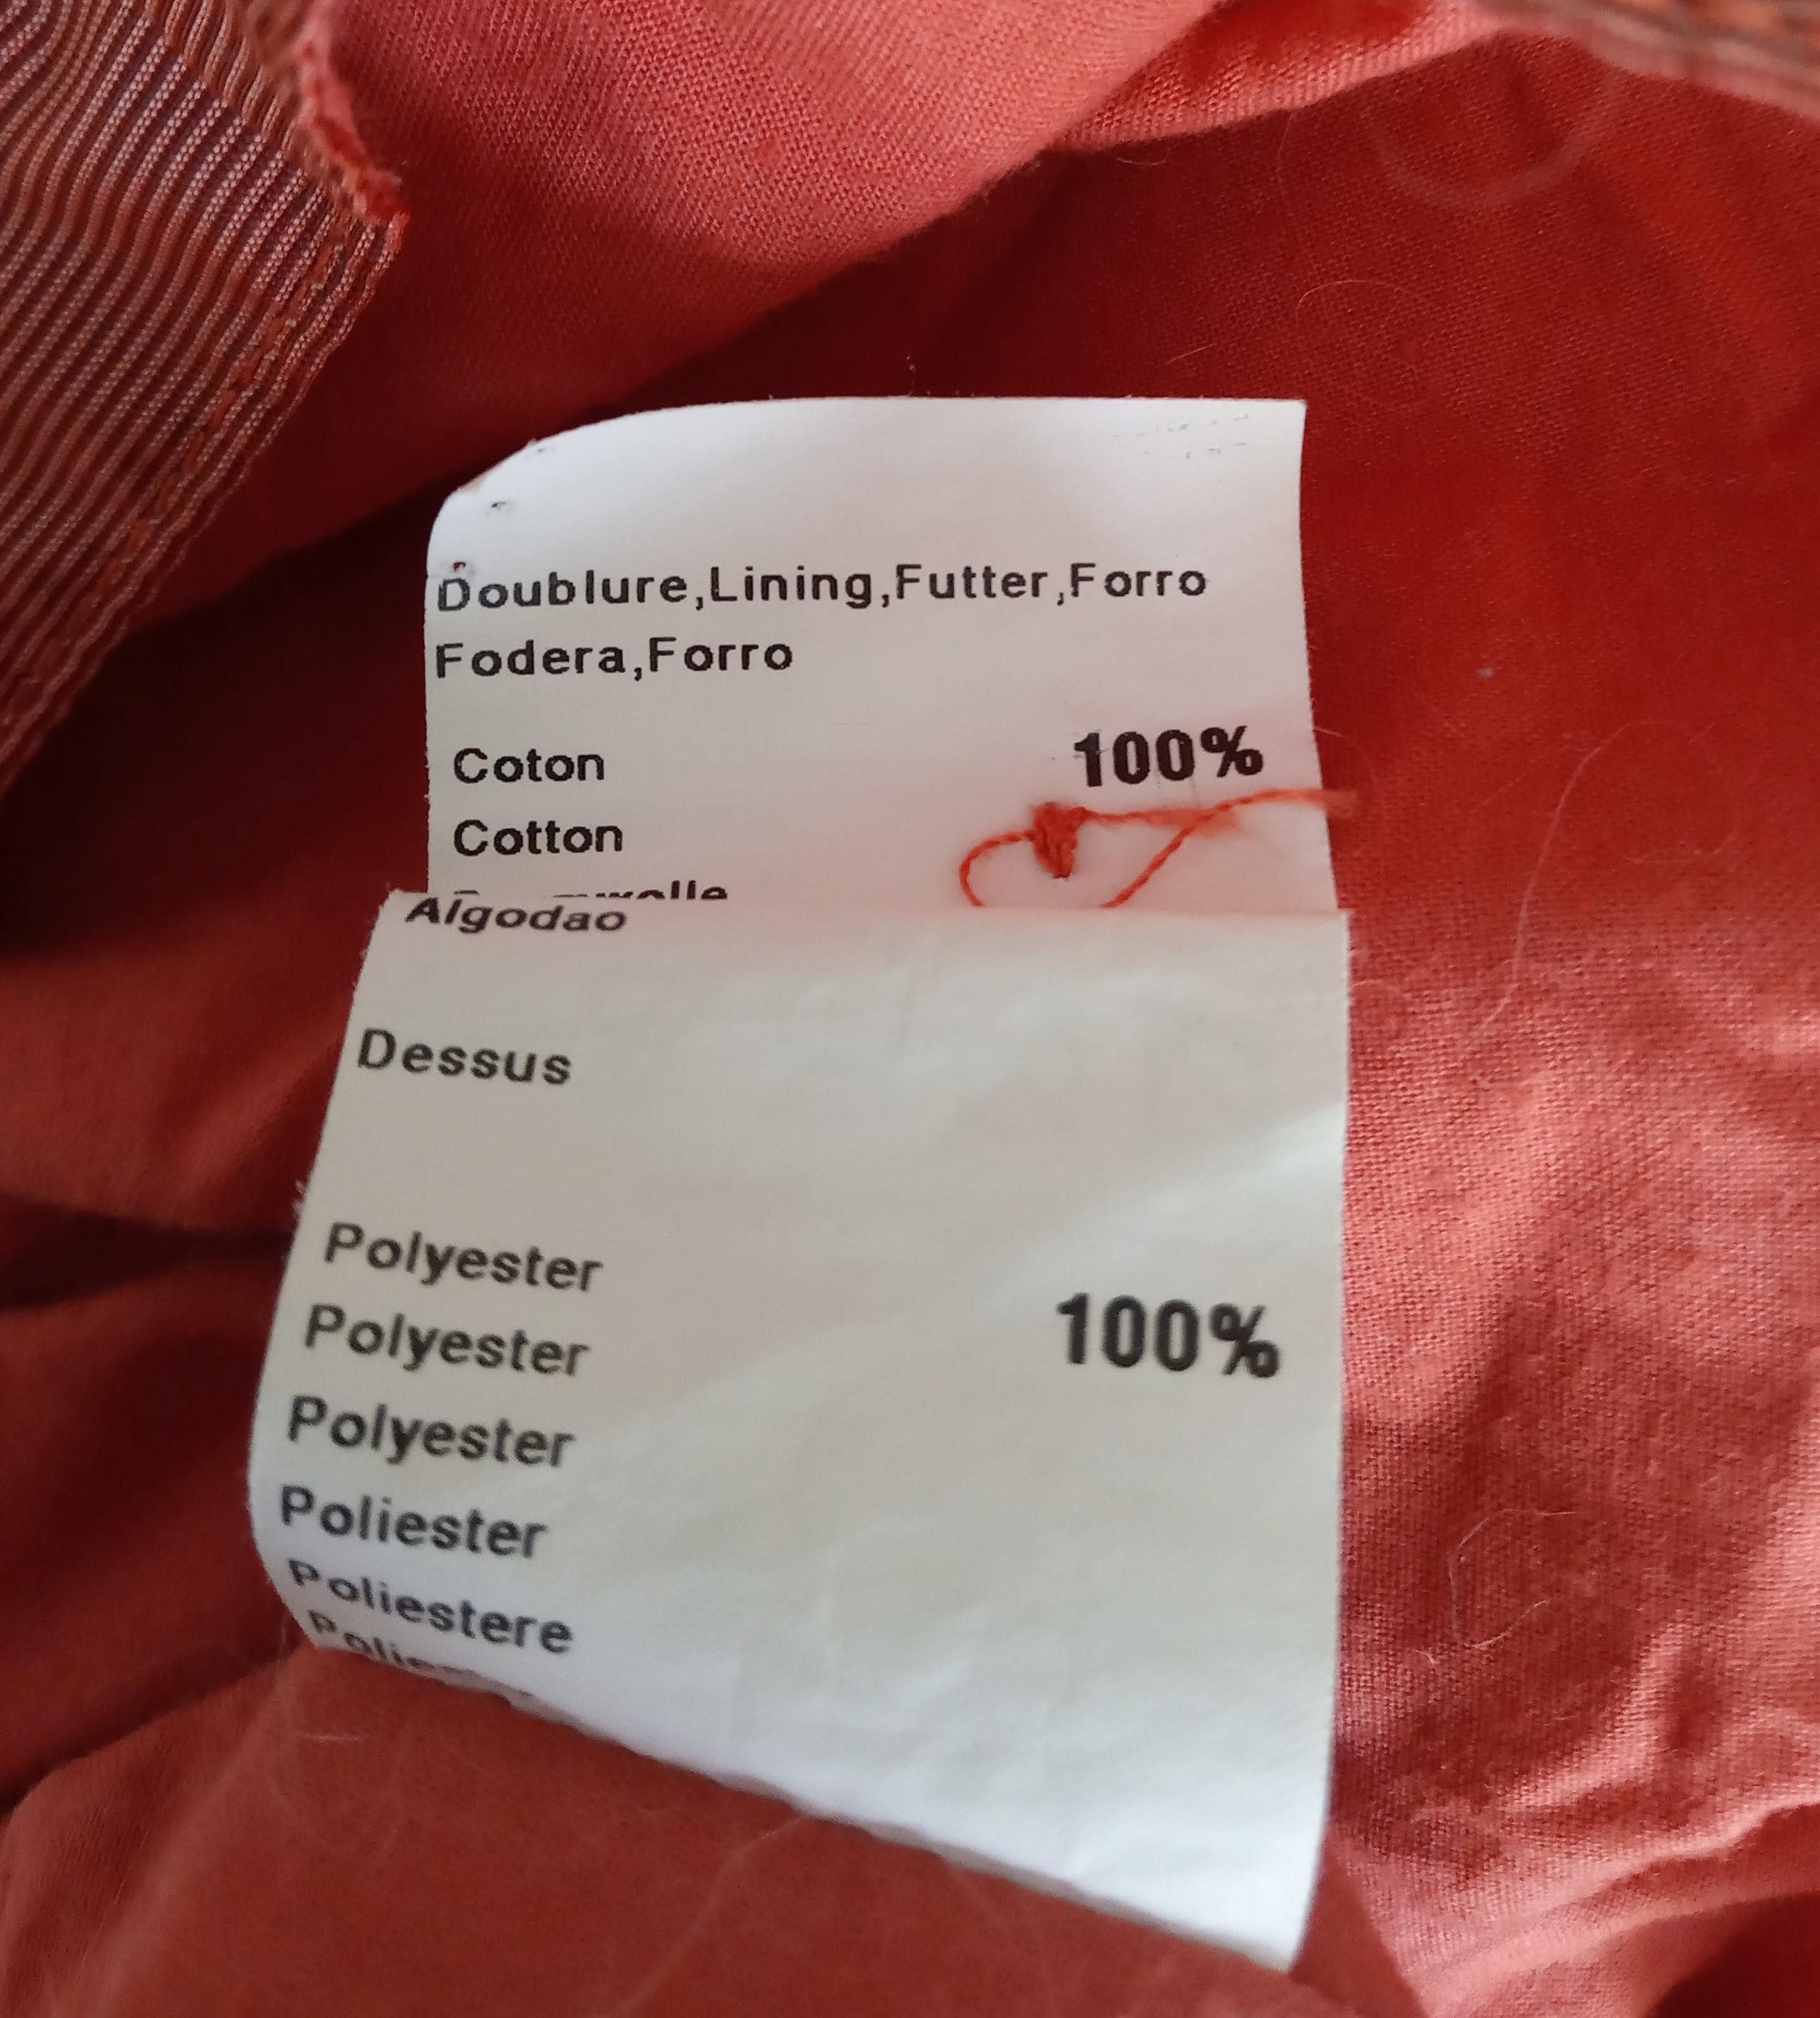 Doublure,Lining,Futter,Forro
Fodera,Forro
Coton 100%
Cotton
Algodao
Dessus
Polyester
Polyester 100%
Polyester
Poliester
Poliestere